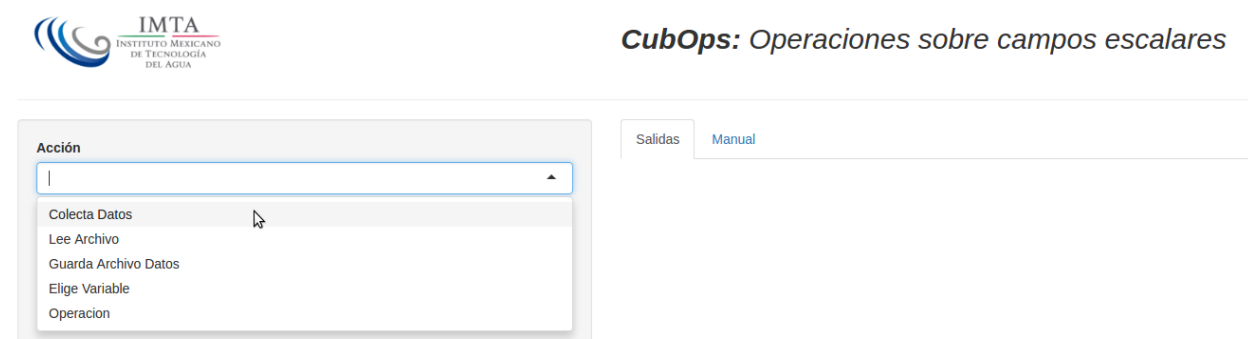 IMTA
INSTITUTO MEXICANO
DE TECNOLOGÍA
DEL AGUA
CubOps: Operaciones sobre campos escalares
Acción
Colecta Datos
Lee Archivo
Guarda Archivo Datos
Elige Variable
Operacion
Salidas Manual